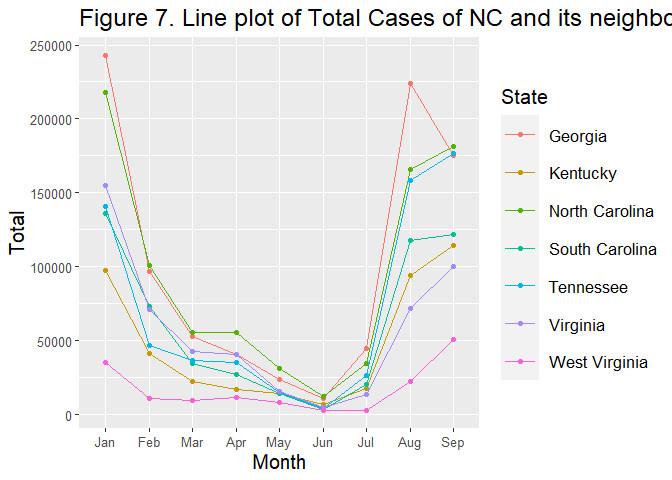 Figure 7. Line plot of Total Cases of NC and its neighbo
250000
200000
150000
100000
50000
0
Total
Jan Feb Mar Apr May Jun Jul Aug Sep
Month
State
Georgia
Kentucky
North Carolina
South Carolina
Tennessee
Virginia
West Virginia